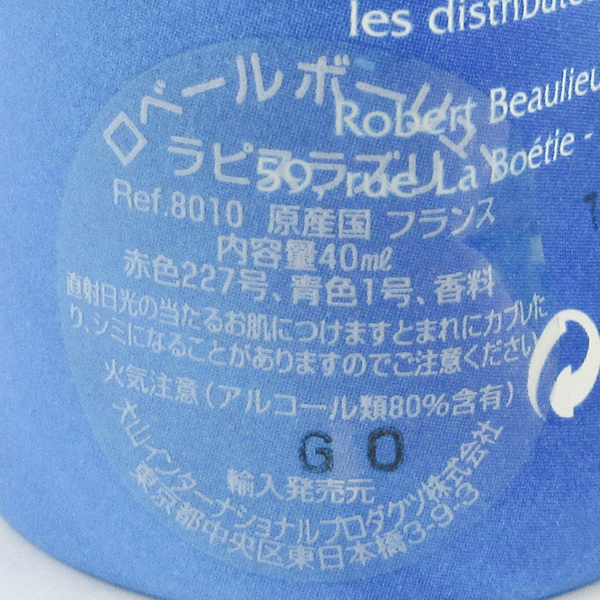 les distribute
Robert Beaulieu
59, rue La Boétie -
ロベールボーリュ
ラピスラズリ
Ref.8010 原産国 フランス
内容量40㎖
赤色227号、青色1号、香料
直射日光の当たるお肌につけますとまれにカブレた
り、シミになることがありますのでご注意ください
火気注意(アルコール類80%含有)
G O
輸入発売元
大山インターナショナルプロダクツ株式会社
東京都中央区東日本橋3-9-3